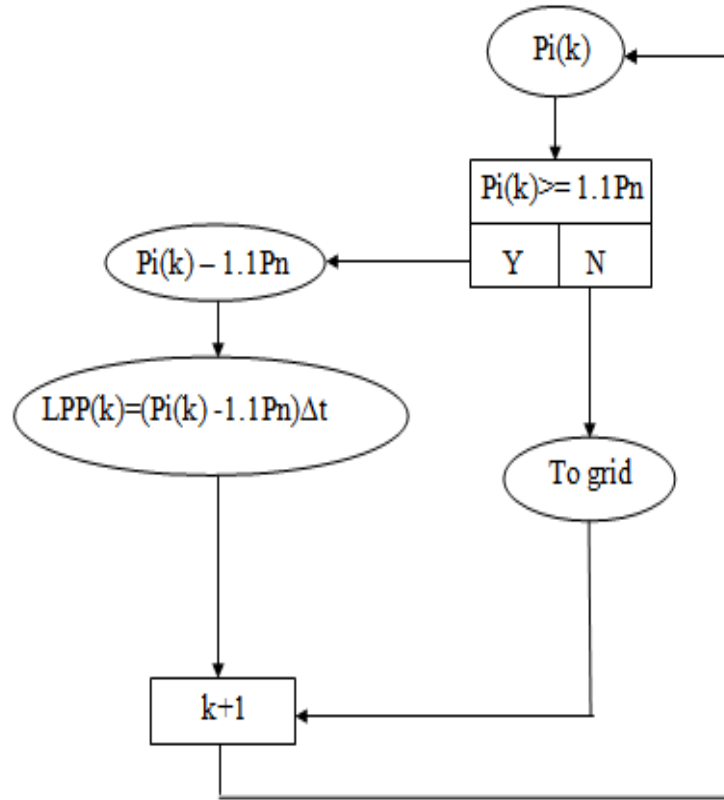 Pi(k)
Pi(k)>= 1.1Pn
Y
N
Pi(k) – 1.1Pn
LPP(k)=(Pi(k) -1.1Pn)Δt
To grid
k+1